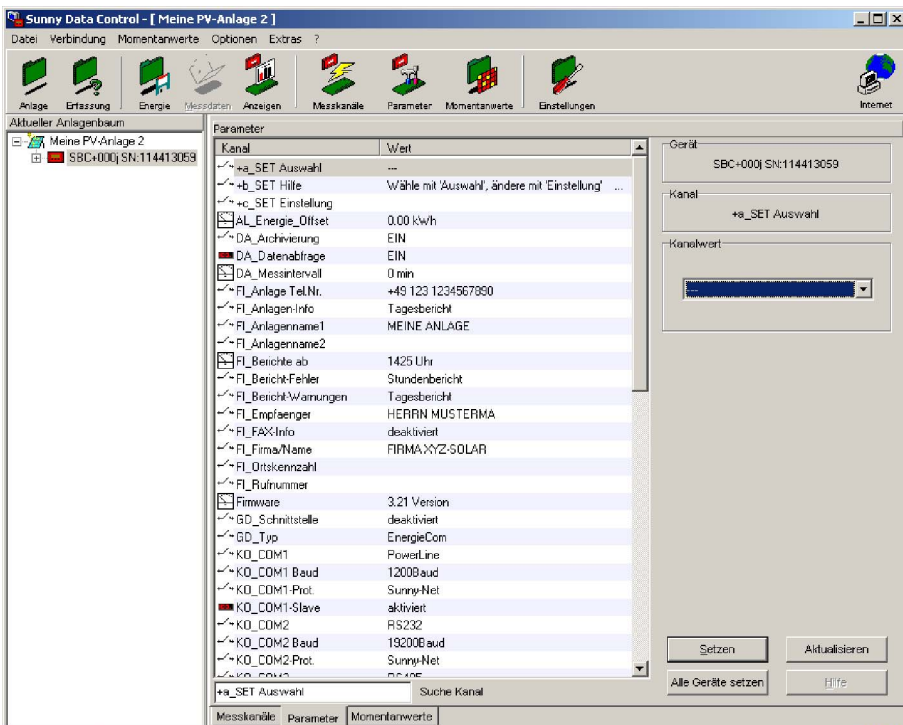 Sunny Data Control - [ Meine PV-Anlage 2 ]
Datei Verbindung Momentanwerte Optionen Extras ?
Anlage Erfassung Energie Messdaten Anzeigen Messkanäle Parameter Momentanwerte Einstellungen Internet
Aktueller Anlagenbaum
Meine PV-Anlage 2
SBC+000j SN:114413059
Parameter
Kanal Wert
+a_SET Auswahl ---
+b_SET Hilfe Wähle mit 'Auswahl', ändere mit 'Einstellung' ...
+c_SET Einstellung
AL_Energie_Offset 0.00 kWh
DA_Archivierung EIN
DA_Datenabfrage EIN
DA_Messintervall 0 min
FI_Anlage Tel.Nr. +49 123 1234567890
FI_Anlagen-Info Tagesbericht
FI_Anlagenname1 MEINE ANLAGE
FI_Anlagenname2
FI_Berichte ab 1425 Uhr
FI_Bericht-Fehler Stundenbericht
FI_Bericht-Warnungen Tagesbericht
FI_Empfaenger HERRN MUSTERMA
FI_FAX-Info deaktiviert
FI_Firma/Name FIRMA XYZ-SOLAR
FI_Ortskennzahl
FI_Rufnummer
Firmware 3.21 Version
GD_Schnittstelle deaktiviert
GD_Typ EnergieCom
KO_COM1 PowerLine
KO_COM1 Baud 1200Baud
KO_COM1-Prot. Sunny-Net
KO_COM1-Slave aktiviert
KO_COM2 RS232
KO_COM2 Baud 19200Baud
KO_COM2-Prot. Sunny-Net
+a_SET Auswahl Suche Kanal
Messkanäle Parameter Momentanwerte
Gerät
SBC+000j SN:114413059
Kanal
+a_SET Auswahl
Kanalwert
---
Setzen Aktualisieren
Alle Geräte setzen Hilfe